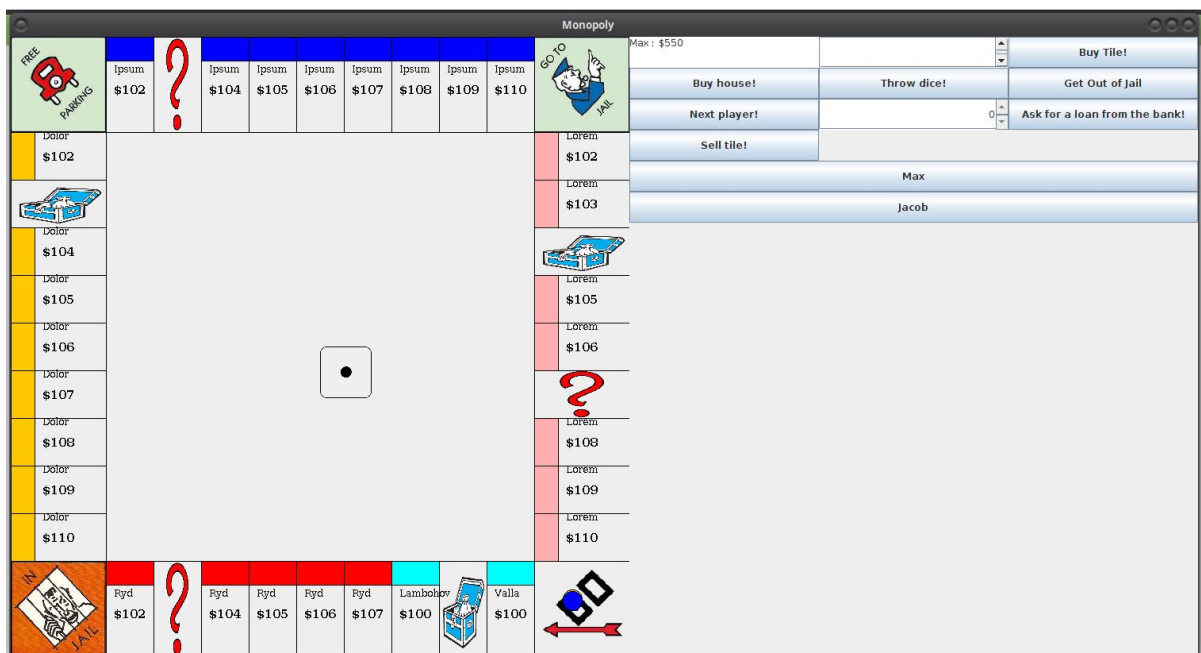 Monopoly
FREE PARKING
Ipsum Ipsum Ipsum Ipsum Ipsum Ipsum Ipsum Ipsum
$102 $104 $105 $106 $107 $108 $109 $110
GO TO JAIL
Max : $550
Buy Tile!
Buy house! Throw dice! Get Out of Jail
Next player! 0 Ask for a loan from the bank!
Sell tile!
Max
Jacob
Dolor
$102
Dolor
$104
Dolor
$105
Dolor
$106
Dolor
$107
Dolor
$108
Dolor
$109
Dolor
$110
Lorem
$102
Lorem
$103
Lorem
$105
Lorem
$106
Lorem
$108
Lorem
$109
Lorem
$110
IN JAIL
Ryd Ryd Ryd Ryd Ryd Lambohov Valla
$102 $104 $105 $106 $107 $100 $100